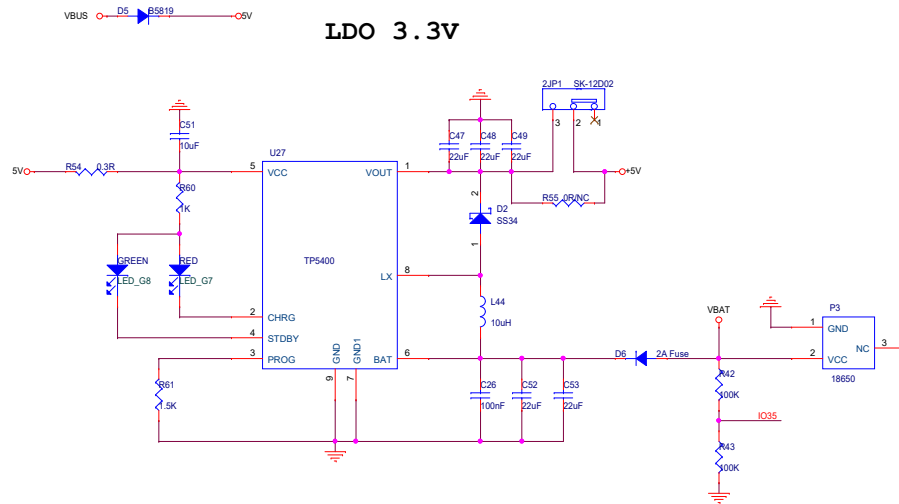 VBUS D5 B5819 5V
LDO 3.3V
2JP1 SK-12D02
C51
10uF
C47
22uF
C48
22uF
C49
22uF
3 2 1
5V R54 0.3R
U27
5 VCC
VOUT 1
+5V
R60
1K
R55 0R/NC
2
D2
SS34
1
GREEN
LED_G8
RED
LED_G7
TP5400
LX 8
L44
10uH
VBAT
P3
2 CHRG
4 STDBY
3 PROG
GND
GND1
BAT 6
9
7
1 GND
NC 3
2 VCC
18650
D6 2A Fuse
R61
1.5K
C26
100nF
C52
22uF
C53
22uF
R42
100K
IO35
R43
100K